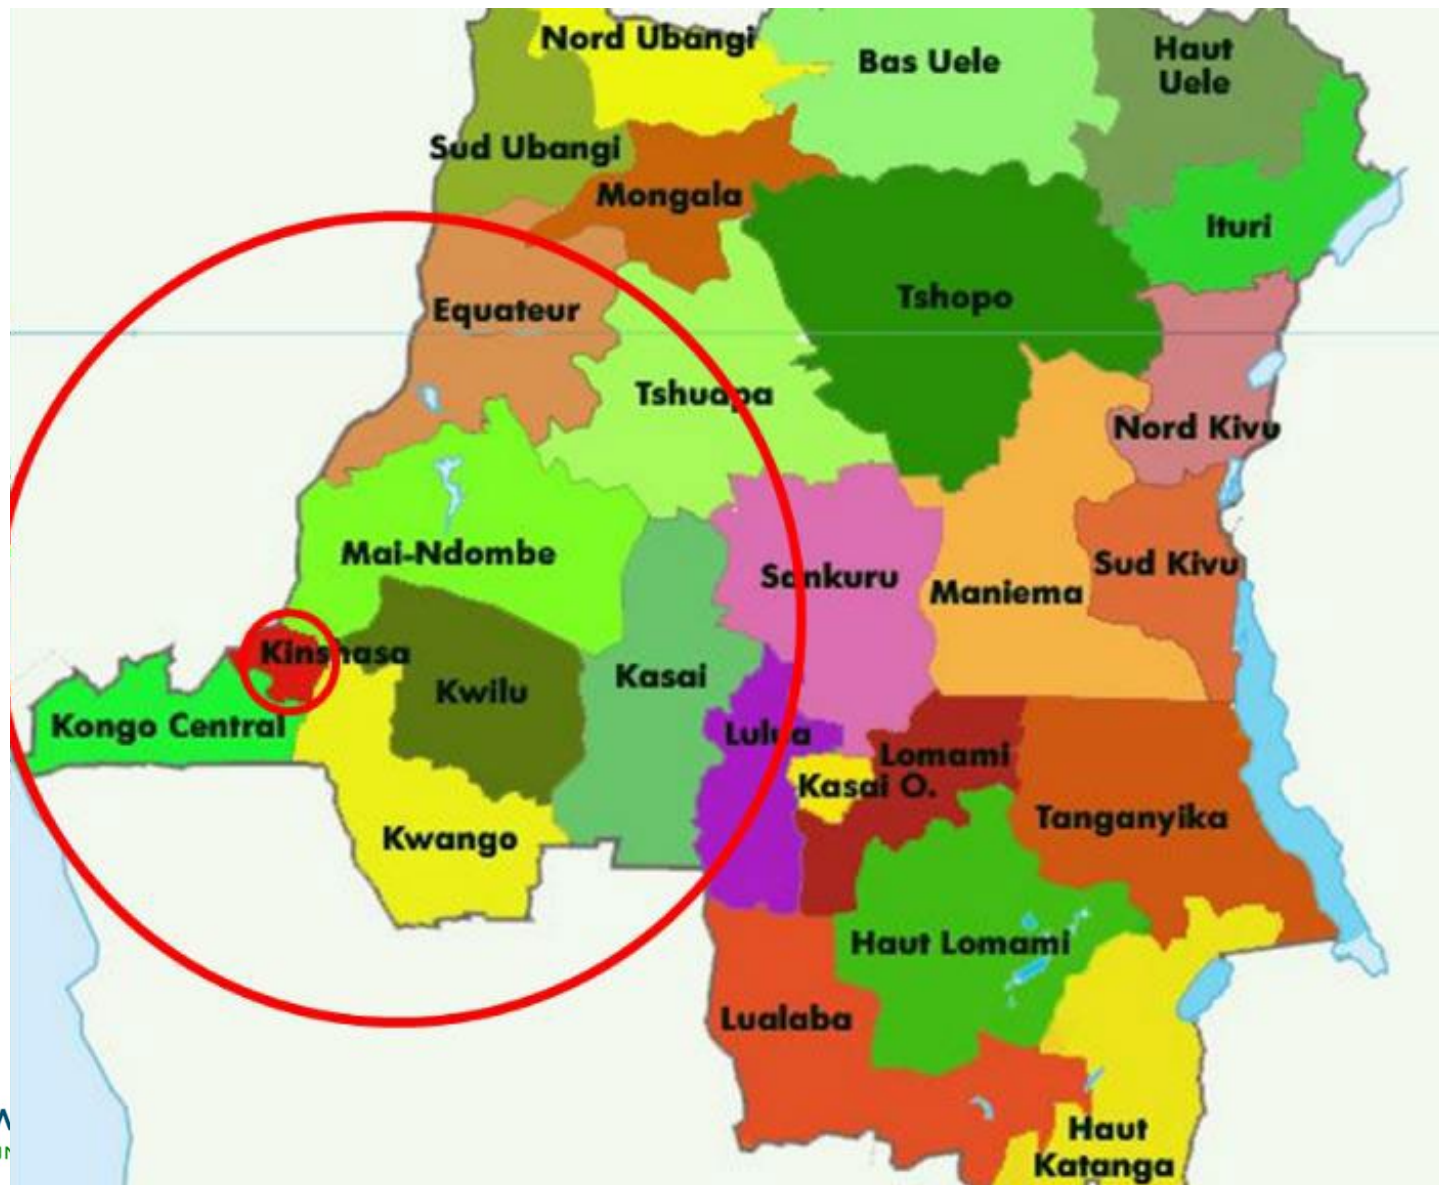 Nord Ubangi
Bas Uele
Haut
Uele
Sud Ubangi
Mongala
Ituri
Equateur
Tshopo
Tshuapa
Nord Kivu
Mai-Ndombe
Sankuru
Maniema
Sud Kivu
Kinshasa
Kongo Central
Kwilu
Kasai
Lulua
Lomami
Kasai O.
Kwango
Tanganyika
Haut Lomami
Lualaba
Haut
Katanga